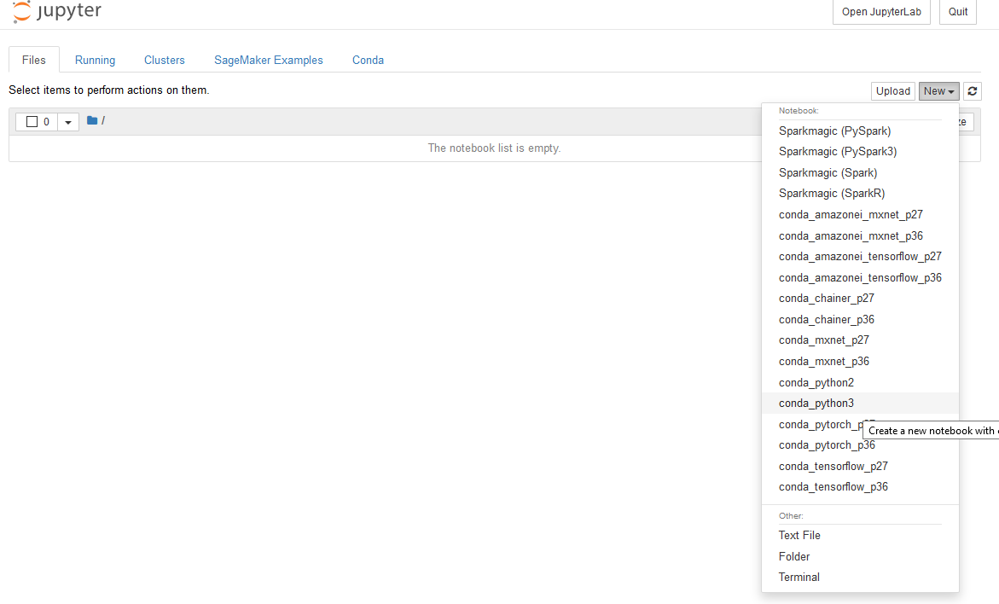 jupyter
Open JupyterLab Quit
Files Running Clusters SageMaker Examples Conda
Select items to perform actions on them.
Upload New
0 /
ze
The notebook list is empty.
Notebook:
Sparkmagic (PySpark)
Sparkmagic (PySpark3)
Sparkmagic (Spark)
Sparkmagic (SparkR)
conda_amazonei_mxnet_p27
conda_amazonei_mxnet_p36
conda_amazonei_tensorflow_p27
conda_amazonei_tensorflow_p36
conda_chainer_p27
conda_chainer_p36
conda_mxnet_p27
conda_mxnet_p36
conda_python2
conda_python3
Create a new notebook with
conda_pytorch_p36
conda_tensorflow_p27
conda_tensorflow_p36
Other:
Text File
Folder
Terminal